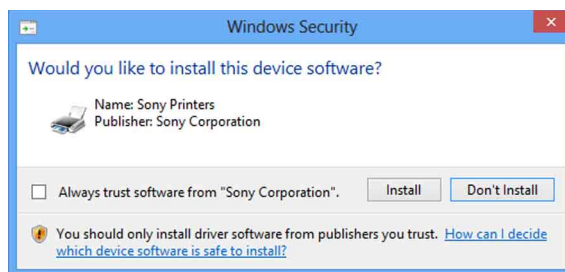 Windows Security
Would you like to install this device software?
Name: Sony Printers
Publisher: Sony Corporation
Always trust software from "Sony Corporation".
Install
Don't Install
You should only install driver software from publishers you trust. How can I decide
which device software is safe to install?